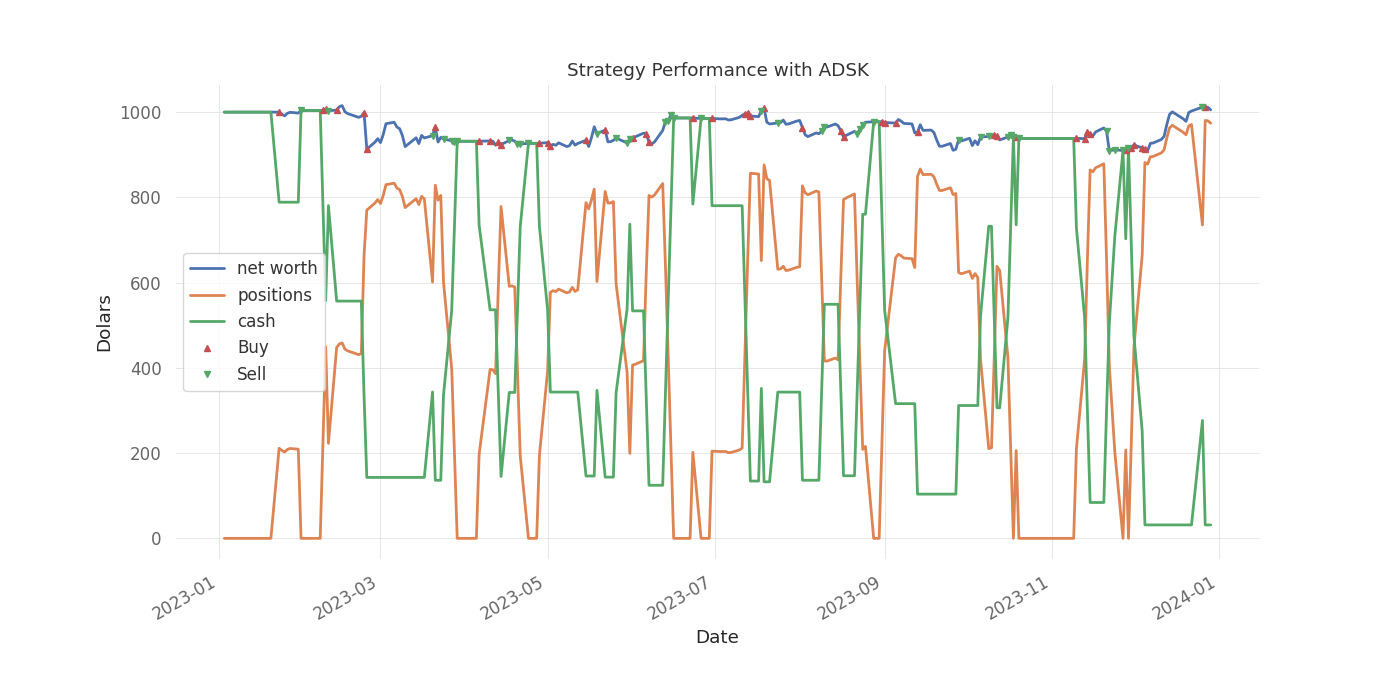 Strategy Performance with ADSK
1000
800
600
400
200
0
Dolars
net worth
positions
cash
Buy
Sell
2023-01
2023-03
2023-05
2023-07
2023-09
2023-11
2024-01
Date